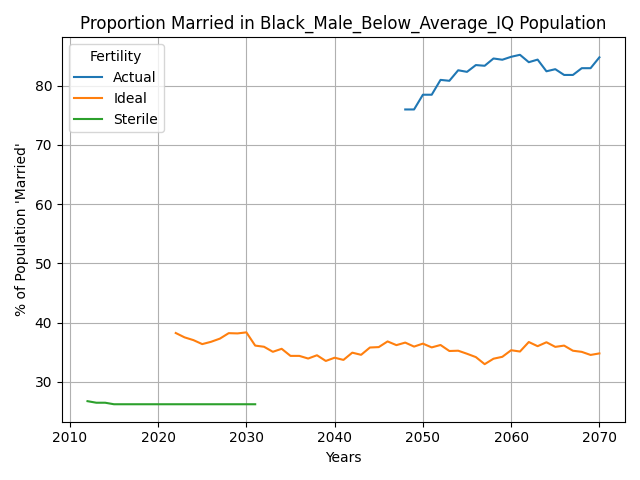 Proportion Married in Black_Male_Below_Average_IQ Population
Fertility
Actual
Ideal
Sterile
% of Population 'Married'
80
70
60
50
40
30
2010 2020 2030 2040 2050 2060 2070
Years